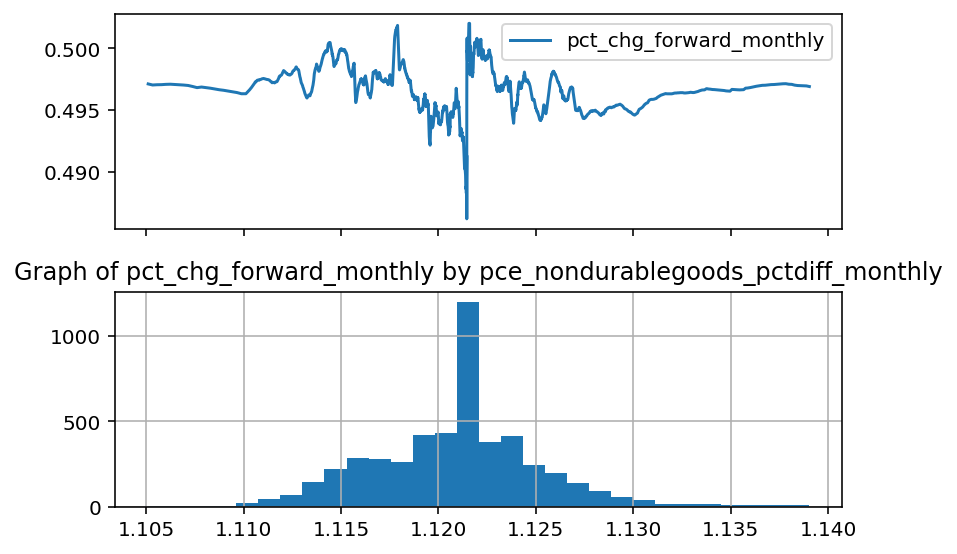 0.500
0.495
0.490
pct_chg_forward_monthly
Graph of pct_chg_forward_monthly by pce_nondurablegoods_pctdiff_monthly
1000
500
0
1.105 1.110 1.115 1.120 1.125 1.130 1.135 1.140